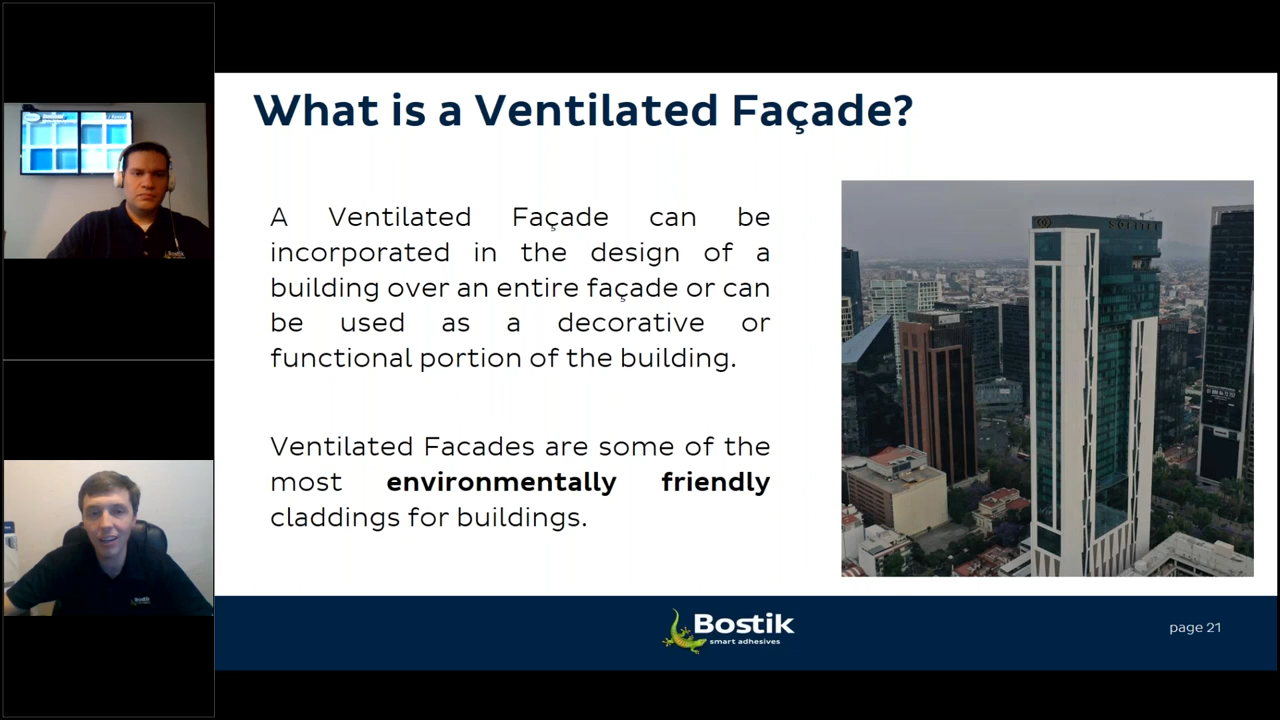 What is a Ventilated Façade?
A Ventilated Façade can be
incorporated in the design of a
building over an entire façade or can
be used as a decorative or
functional portion of the building.
Ventilated Facades are some of the
most environmentally friendly
claddings for buildings.
SOFITEL
Bostik
smart adhesives
page 21